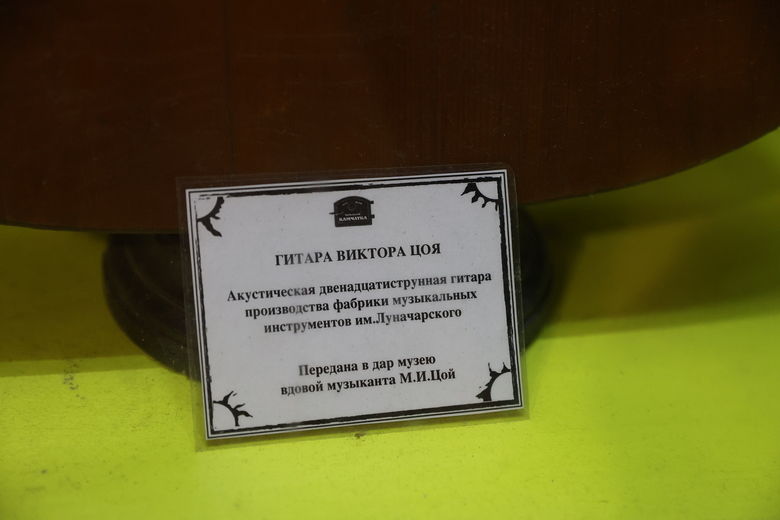 КАМЧАТКА
ГИТАРА ВИКТОРА ЦОЯ
Акустическая двенадцатиструнная гитара
производства фабрики музыкальных
инструментов им.Луначарского
Передана в дар музею
вдовой музыканта М.И.Цой